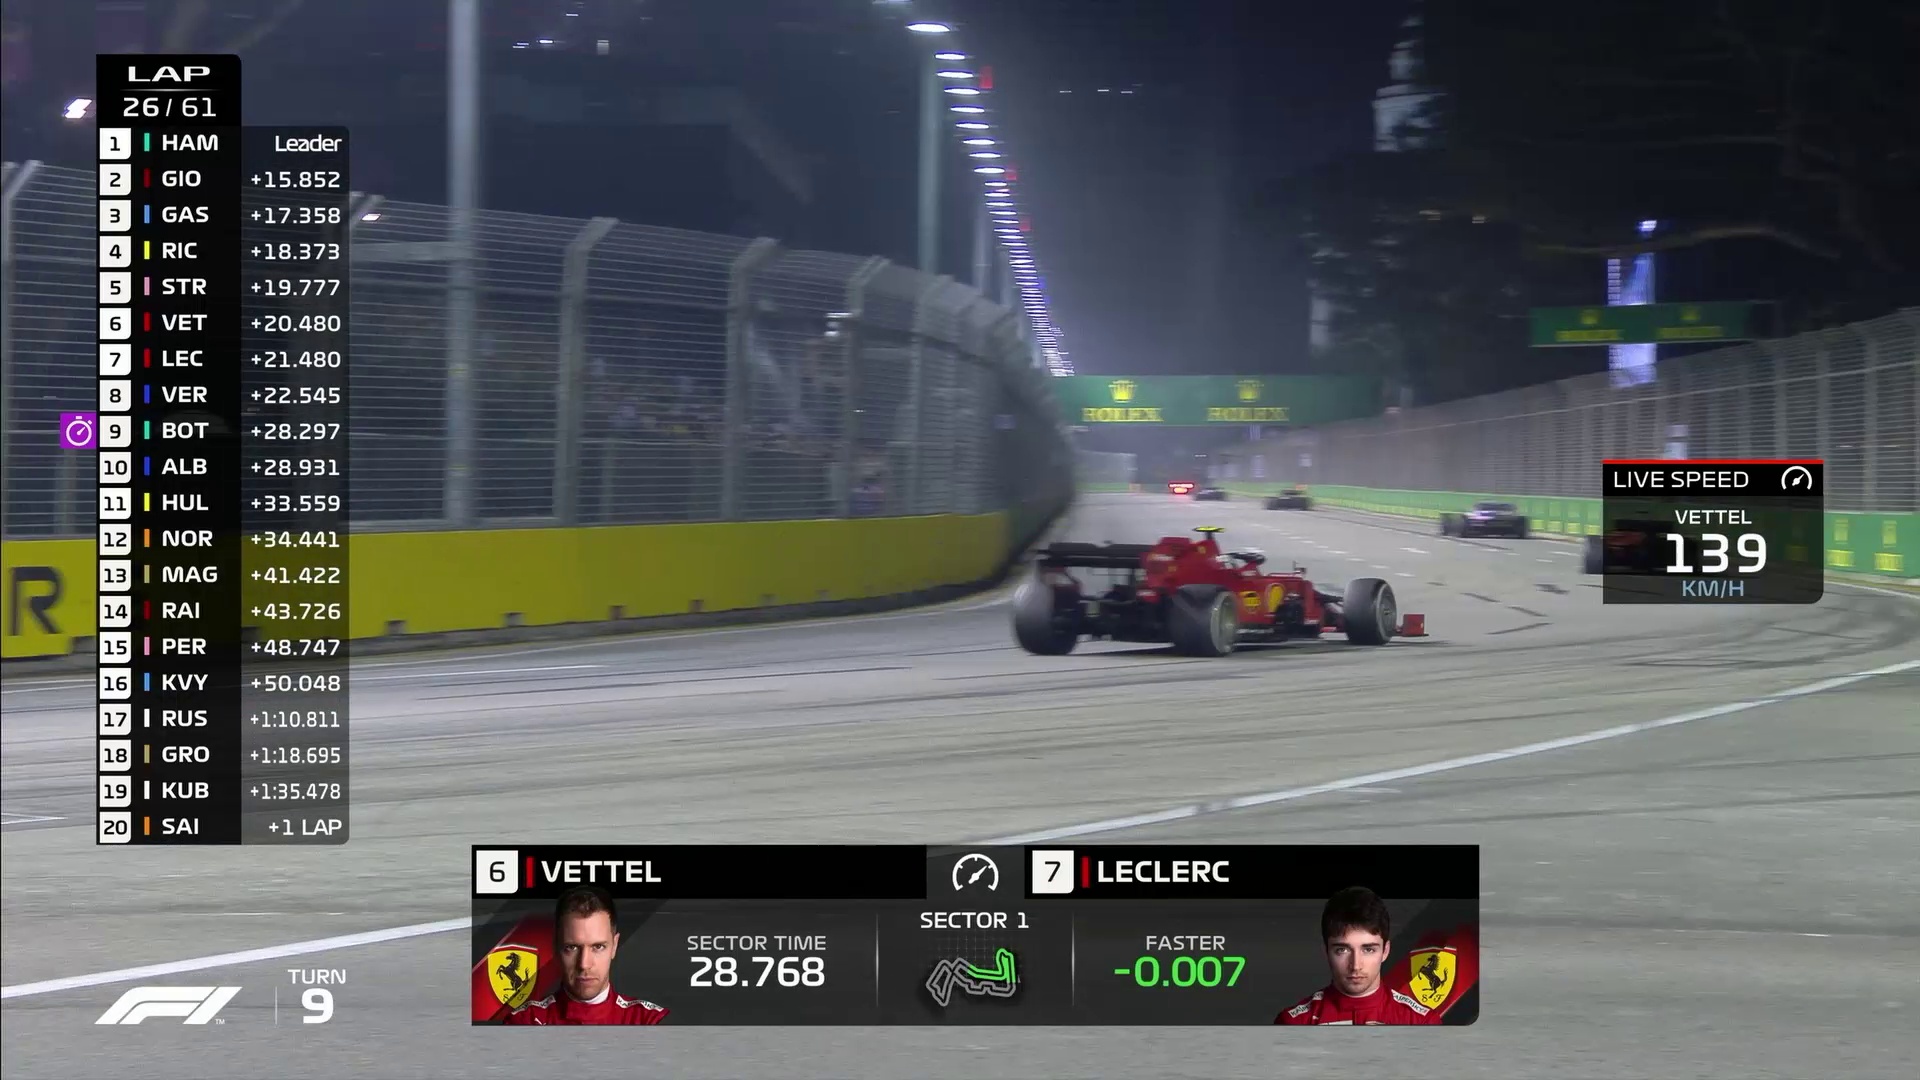 LAP
26/61
1 HAM Leader
2 GIO +15.852
3 GAS +17.358
4 RIC +18.373
5 STR +19.777
6 VET +20.480
7 LEC +21.480
8 VER +22.545
9 BOT +28.297
10 ALB +28.931
11 HUL +33.559
12 NOR +34.441
13 MAG +41.422
14 RAI +43.726
15 PER +48.747
16 KVY +50.048
17 RUS +1:10.811
18 GRO +1:18.695
19 KUB +1:35.478
20 SAI +1 LAP
ROLEX ROLEX
LIVE SPEED
VETTEL
139
KM/H
R
6 VETTEL
7 LECLERC
SECTOR 1
SECTOR TIME
28.768
FASTER
-0.007
F1
TM
TURN
9